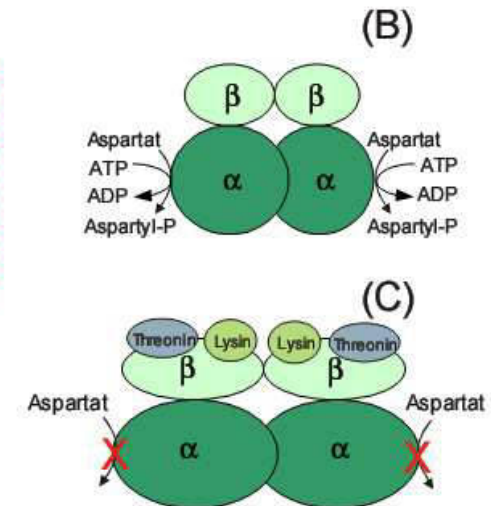 (B)
β β
Aspartat Aspartat
ATP α α ATP
ADP ADP
Aspartyl-P Aspartyl-P
(C)
Threonin Lysin Lysin Threonin
β β
Aspartat Aspartat
α α
X X